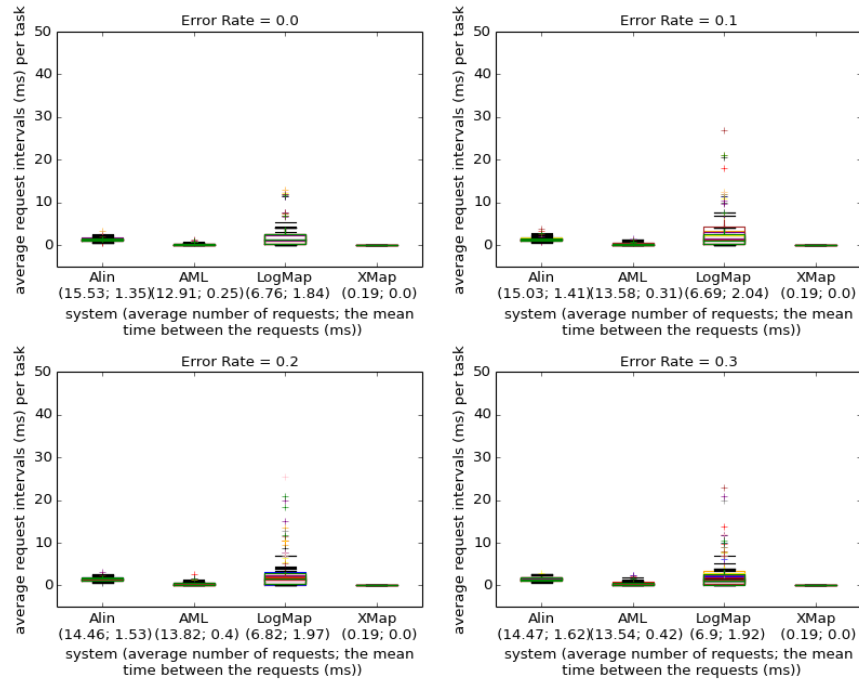 Error Rate = 0.0
average request intervals (ms) per task
50
40
30
20
10
0
Alin AML LogMap XMap
(15.53; 1.35)(12.91; 0.25) (6.76; 1.84) (0.19; 0.0)
system (average number of requests; the mean
time between the requests (ms))
Error Rate = 0.1
average request intervals (ms) per task
50
40
30
20
10
0
Alin AML LogMap XMap
(15.03; 1.41)(13.58; 0.31) (6.69; 2.04) (0.19; 0.0)
system (average number of requests; the mean
time between the requests (ms))
Error Rate = 0.2
average request intervals (ms) per task
50
40
30
20
10
0
Alin AML LogMap XMap
(14.46; 1.53)(13.82; 0.4) (6.82; 1.97) (0.19; 0.0)
system (average number of requests; the mean
time between the requests (ms))
Error Rate = 0.3
average request intervals (ms) per task
50
40
30
20
10
0
Alin AML LogMap XMap
(14.47; 1.62)(13.54; 0.42) (6.9; 1.92) (0.19; 0.0)
system (average number of requests; the mean
time between the requests (ms))